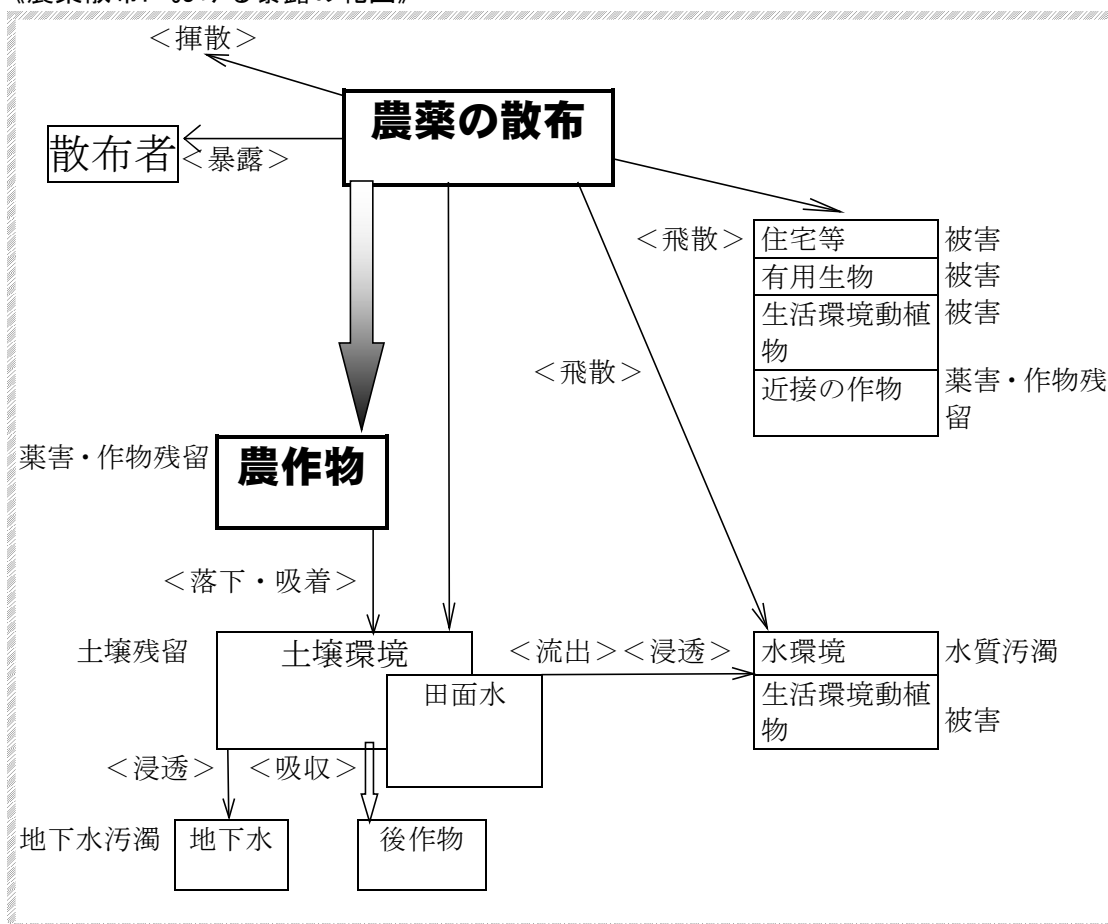 ＜揮散＞
農薬の散布
散布者
＜暴露＞
＜飛散＞
住宅等
被害
有用生物
被害
生活環境動植
物
被害
近接の作物
薬害・作物残
留
＜飛散＞
薬害・作物残留
農作物
＜落下・吸着＞
土壌残留
土壌環境
＜流出＞＜浸透＞
水環境
水質汚濁
田面水
生活環境動植
物
被害
＜浸透＞
＜吸収＞
地下水汚濁
地下水
後作物